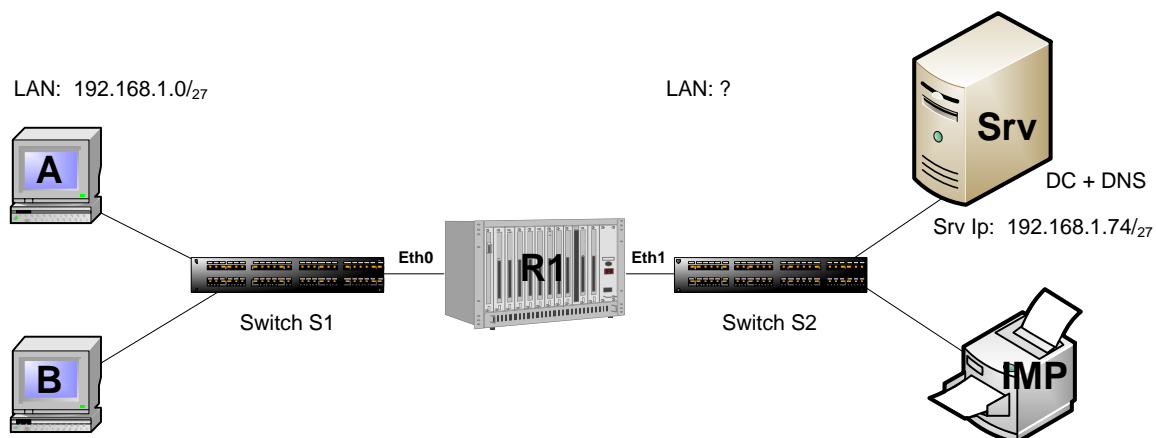 LAN: 192.168.1.0/27
LAN: ?
A
Srv
DC + DNS
Srv Ip: 192.168.1.74/27
Eth0
R1
Eth1
Switch S1
Switch S2
B
IMP